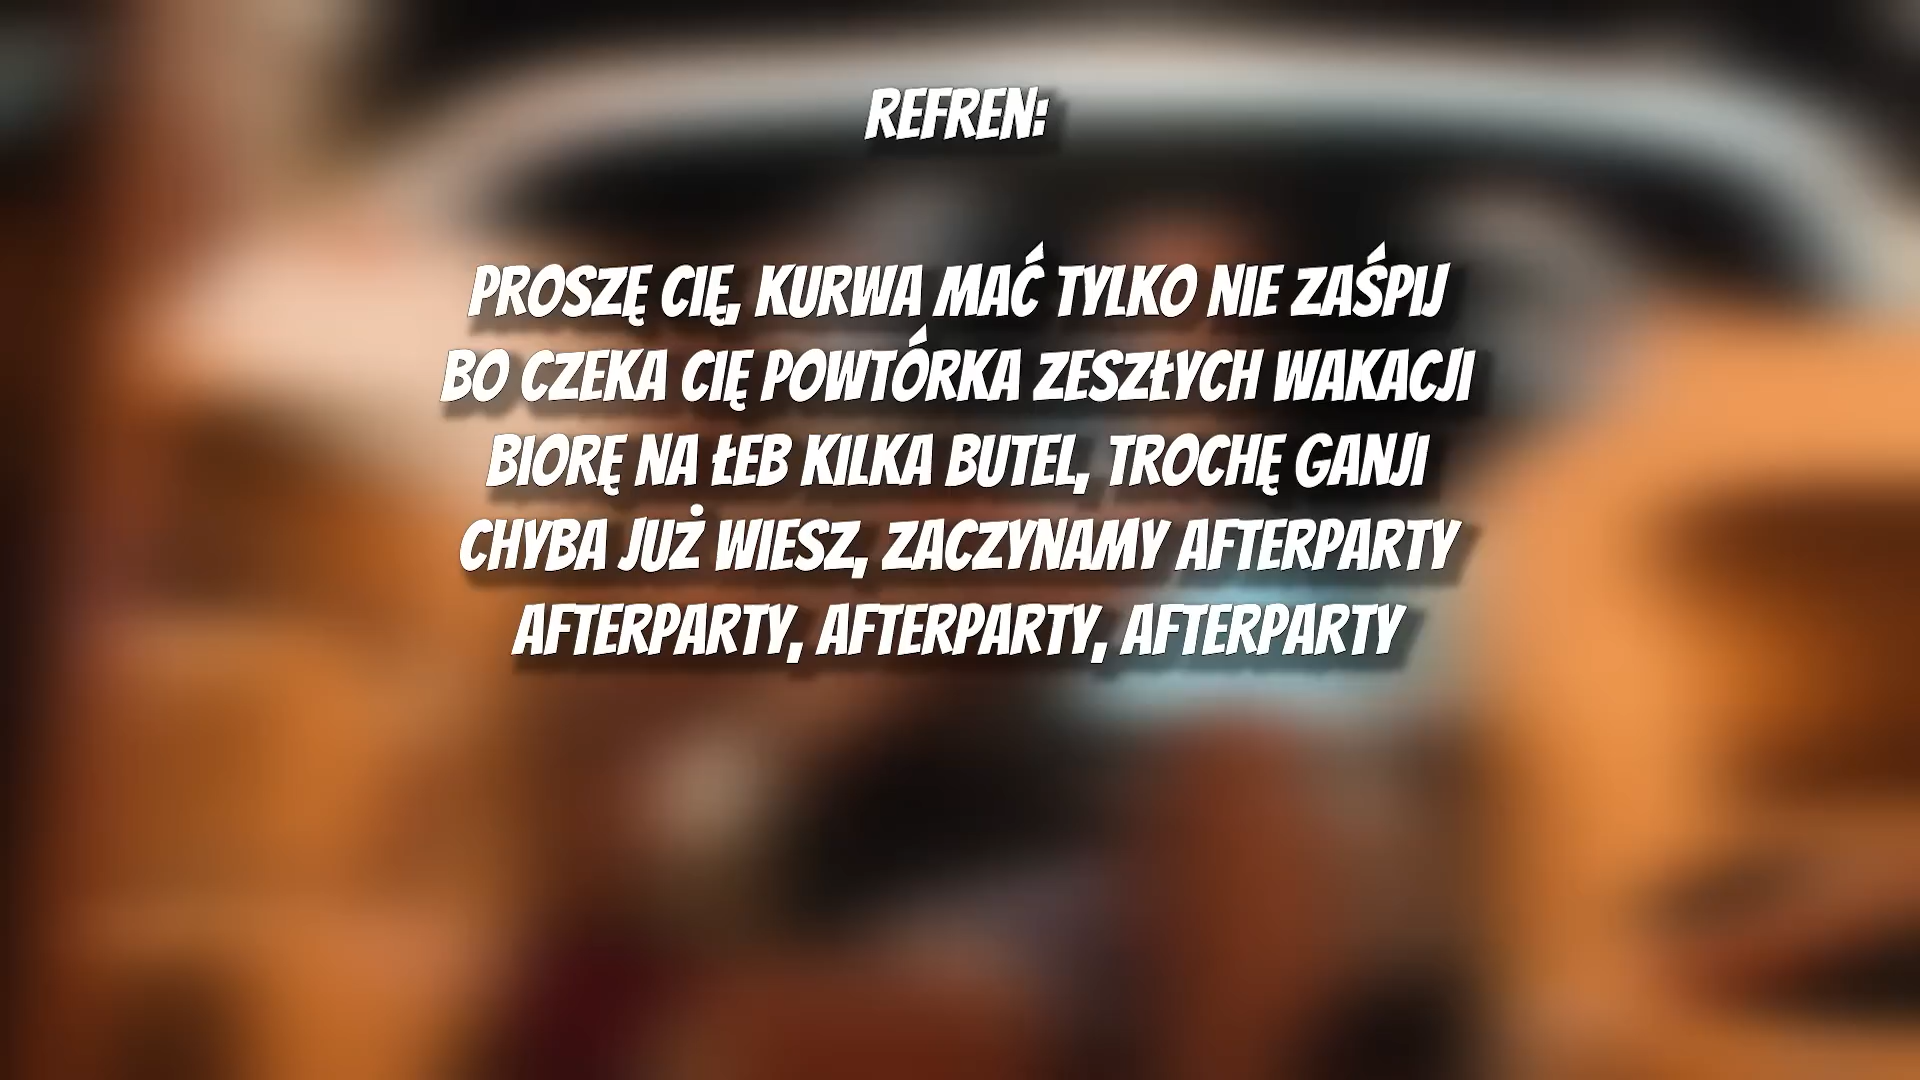 REFREN:
PROSZĘ CIĘ, KURWA MAĆ TYLKO NIE ZAŚPIJ
BO CZEKA CIĘ POWTÓRKA ZESZŁYCH WAKACJI
BIORĘ NA ŁEB KILKA BUTEL, TROCHĘ GANJI
CHYBA JUŻ WIESZ, ZACZYNAMY AFTERPARTY
AFTERPARTY, AFTERPARTY, AFTERPARTY